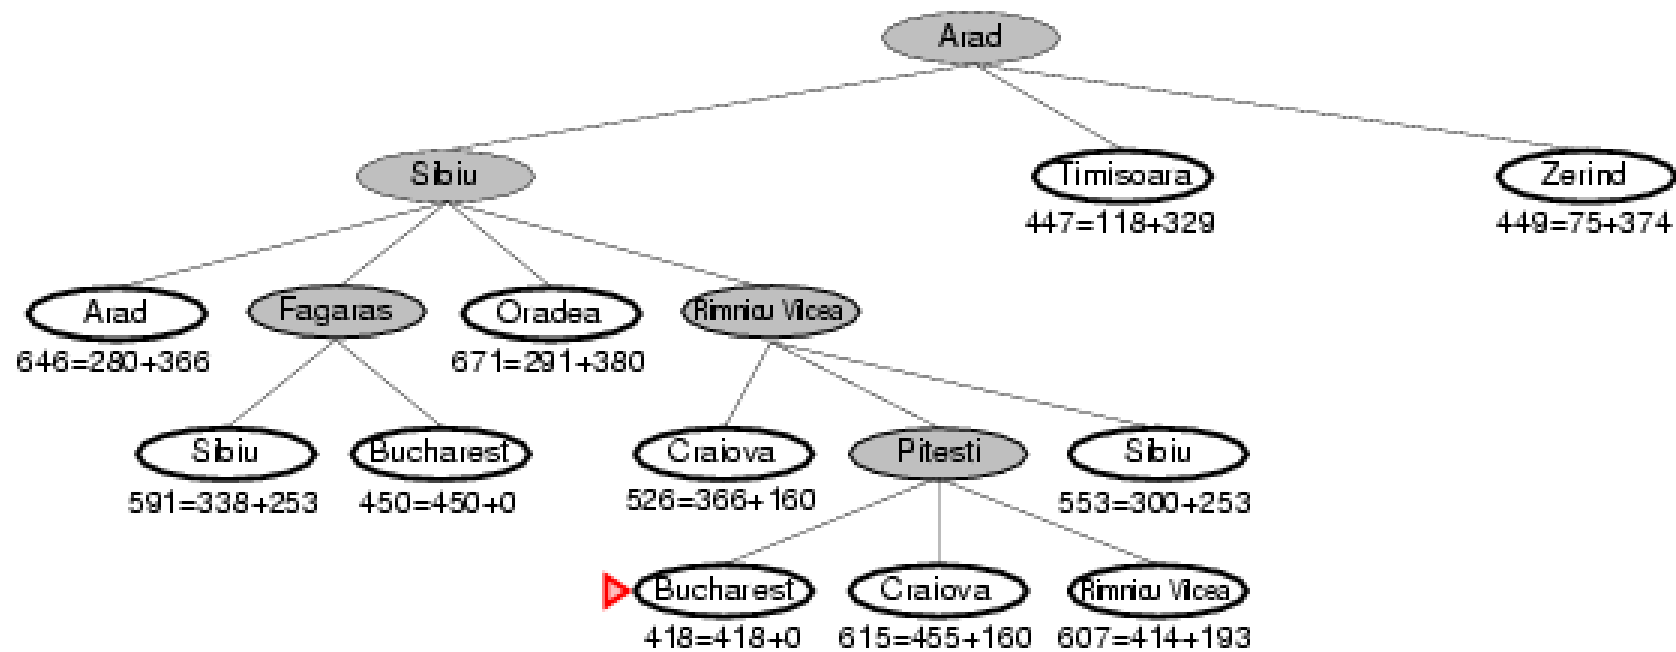 Arad
Sibiu
Timisoara
Zerind
447=118+329
449=75+374
Arad
Fagaras
Oradea
Rimnicu Vilcea
646=280+366
671=291+380
Sibiu
Bucharest
Craiova
Pitesti
Sibiu
591=338+253
450=450+0
526=366+160
553=300+253
Bucharest
Craiova
Rimnicu Vilcea
418=418+0
615=455+160
607=414+193